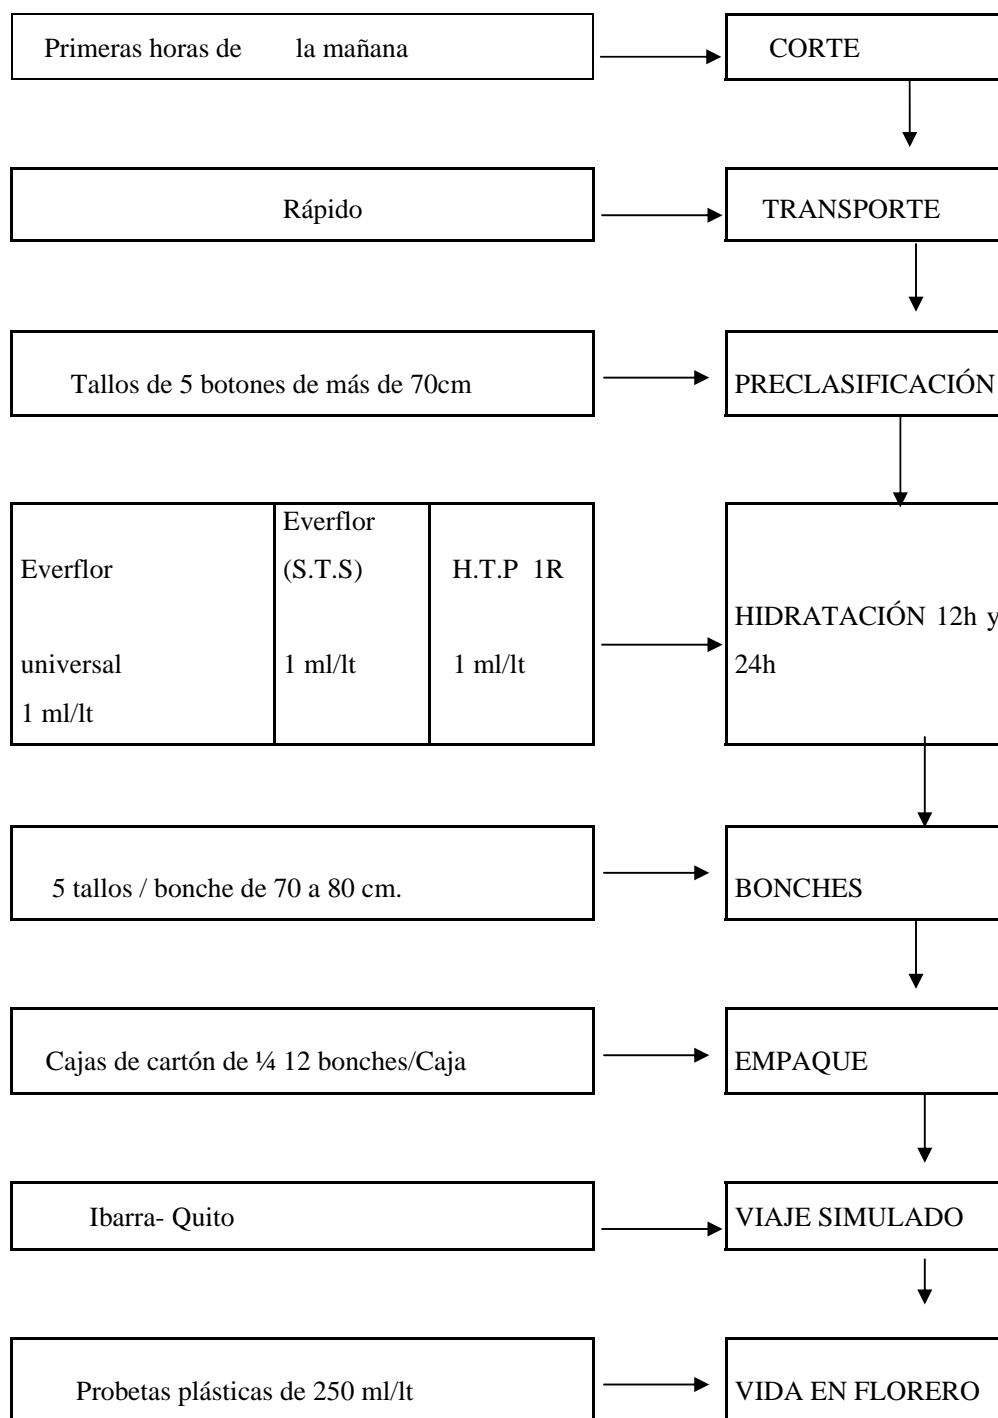 Primeras horas de la mañana
CORTE
Rápido
TRANSPORTE
Tallos de 5 botones de más de 70cm
PRECLASIFICACIÓN
Everflor
universal
1 ml/lt
Everflor
(S.T.S)
1 ml/lt
H.T.P 1R
1 ml/lt
HIDRATACIÓN 12h y
24h
5 tallos / bonche de 70 a 80 cm.
BONCHES
Cajas de cartón de ¼ 12 bonches/Caja
EMPAQUE
Ibarra- Quito
VIAJE SIMULADO
Probetas plásticas de 250 ml/lt
VIDA EN FLORERO